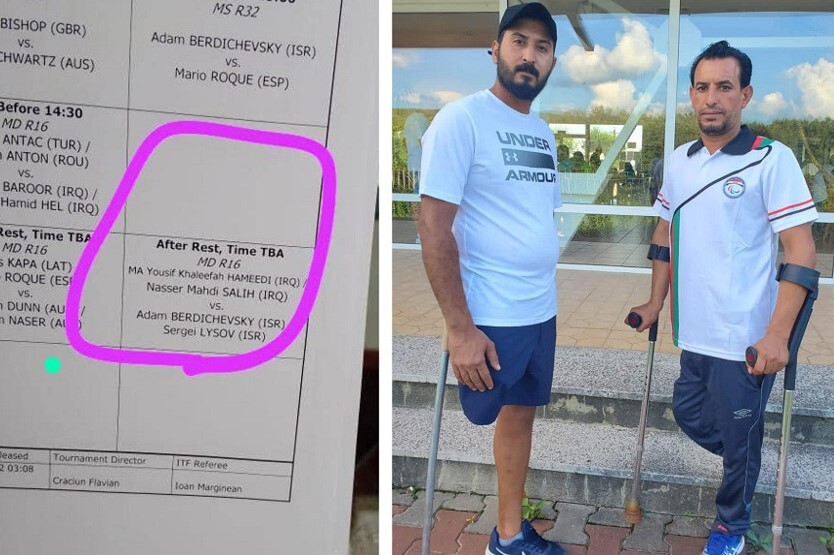 MS R32
Adam BERDICHEVSKY (ISR)
vs.
Mario ROQUE (ESP)
BISHOP (GBR)
vs.
CHWARTZ (AUS)
Before 14:30
MD R16
ANTAC (TUR) /
ANTON (ROU)
vs.
BAROOR (IRQ) /
Hamid HEL (IRQ)
Rest, Time TBA
MD R16
KAPA (LAT)
ROQUE (ESP)
vs.
DUNN (AUS) /
NASER
After Rest, Time TBA
MD R16
MA Yousif Khaleefah HAMEEDI (IRQ) /
Nasser Mahdi SALIH (IRQ)
vs.
Adam BERDICHEVSKY (ISR)
Sergei LYSOV (ISR)
03:08
Tournament Director
Craciun Flavian
ITF Referee
Ioan Marginean
UNDER
ARMOUR
umbro